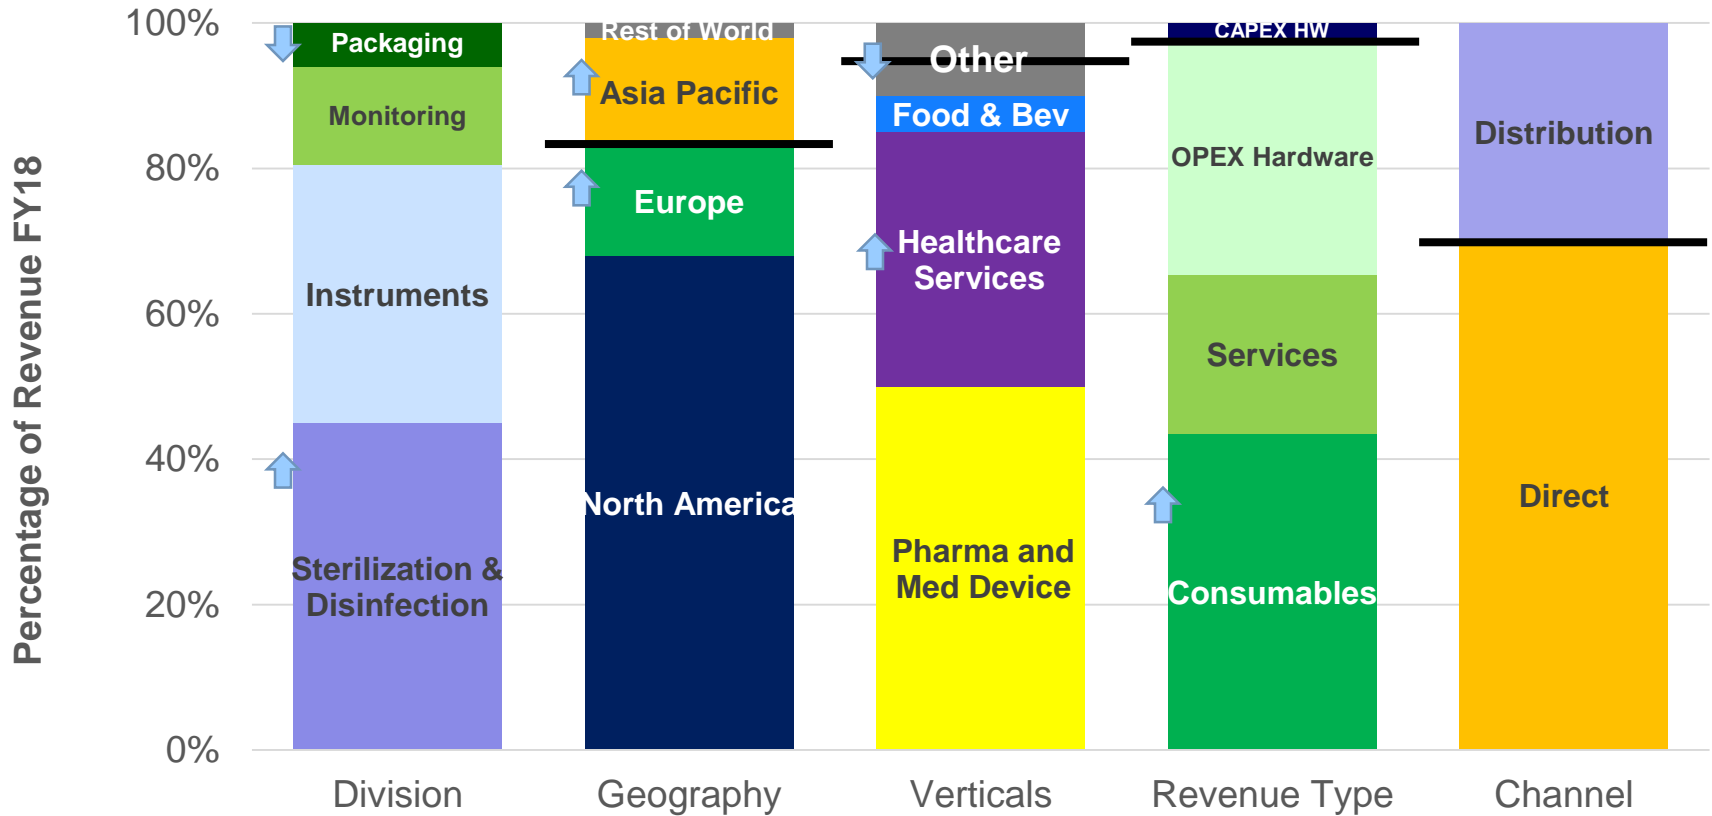 Percentage of Revenue FY18
100%
80%
60%
40%
20%
0%
Packaging
Monitoring
Instruments
Sterilization &
Disinfection
Rest of World
Asia Pacific
Europe
North America
Other
Food & Bev
Healthcare
Services
Pharma and
Med Device
CAPEX HW
OPEX Hardware
Services
Consumables
Distribution
Direct
Division
Geography
Verticals
Revenue Type
Channel